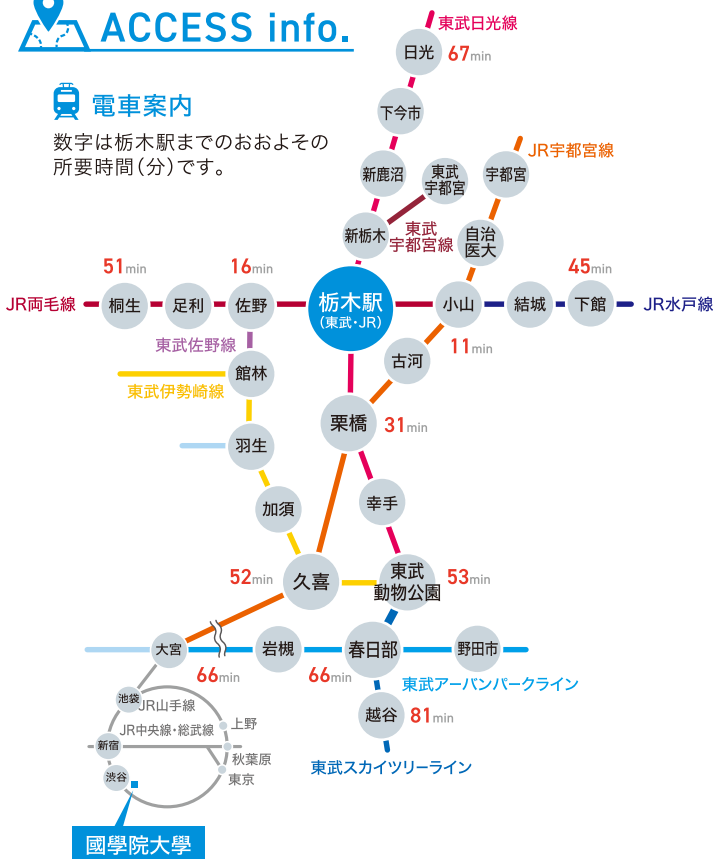 ACCESS info.
電車案内
数字は栃木駅までのおおよその
所要時間(分)です。
東武日光線
日光
67min
下今市
JR宇都宮線
新鹿沼
東武
宇都宮
宇都宮
新栃木
東武
宇都宮線
自治
医大
51min
16min
45min
JR両毛線
桐生
足利
佐野
栃木駅
(東武・JR)
小山
結城
下館
JR水戸線
東武佐野線
11min
古河
館林
東武伊勢崎線
栗橋
31min
羽生
加須
幸手
52min
久喜
東武
動物公園
53min
大宮
岩槻
春日部
野田市
66min
66min
東武アーバンパークライン
池袋
JR山手線
越谷
81min
JR中央線・総武線
上野
新宿
秋葉原
東武スカイツリーライン
渋谷
東京
國學院大學